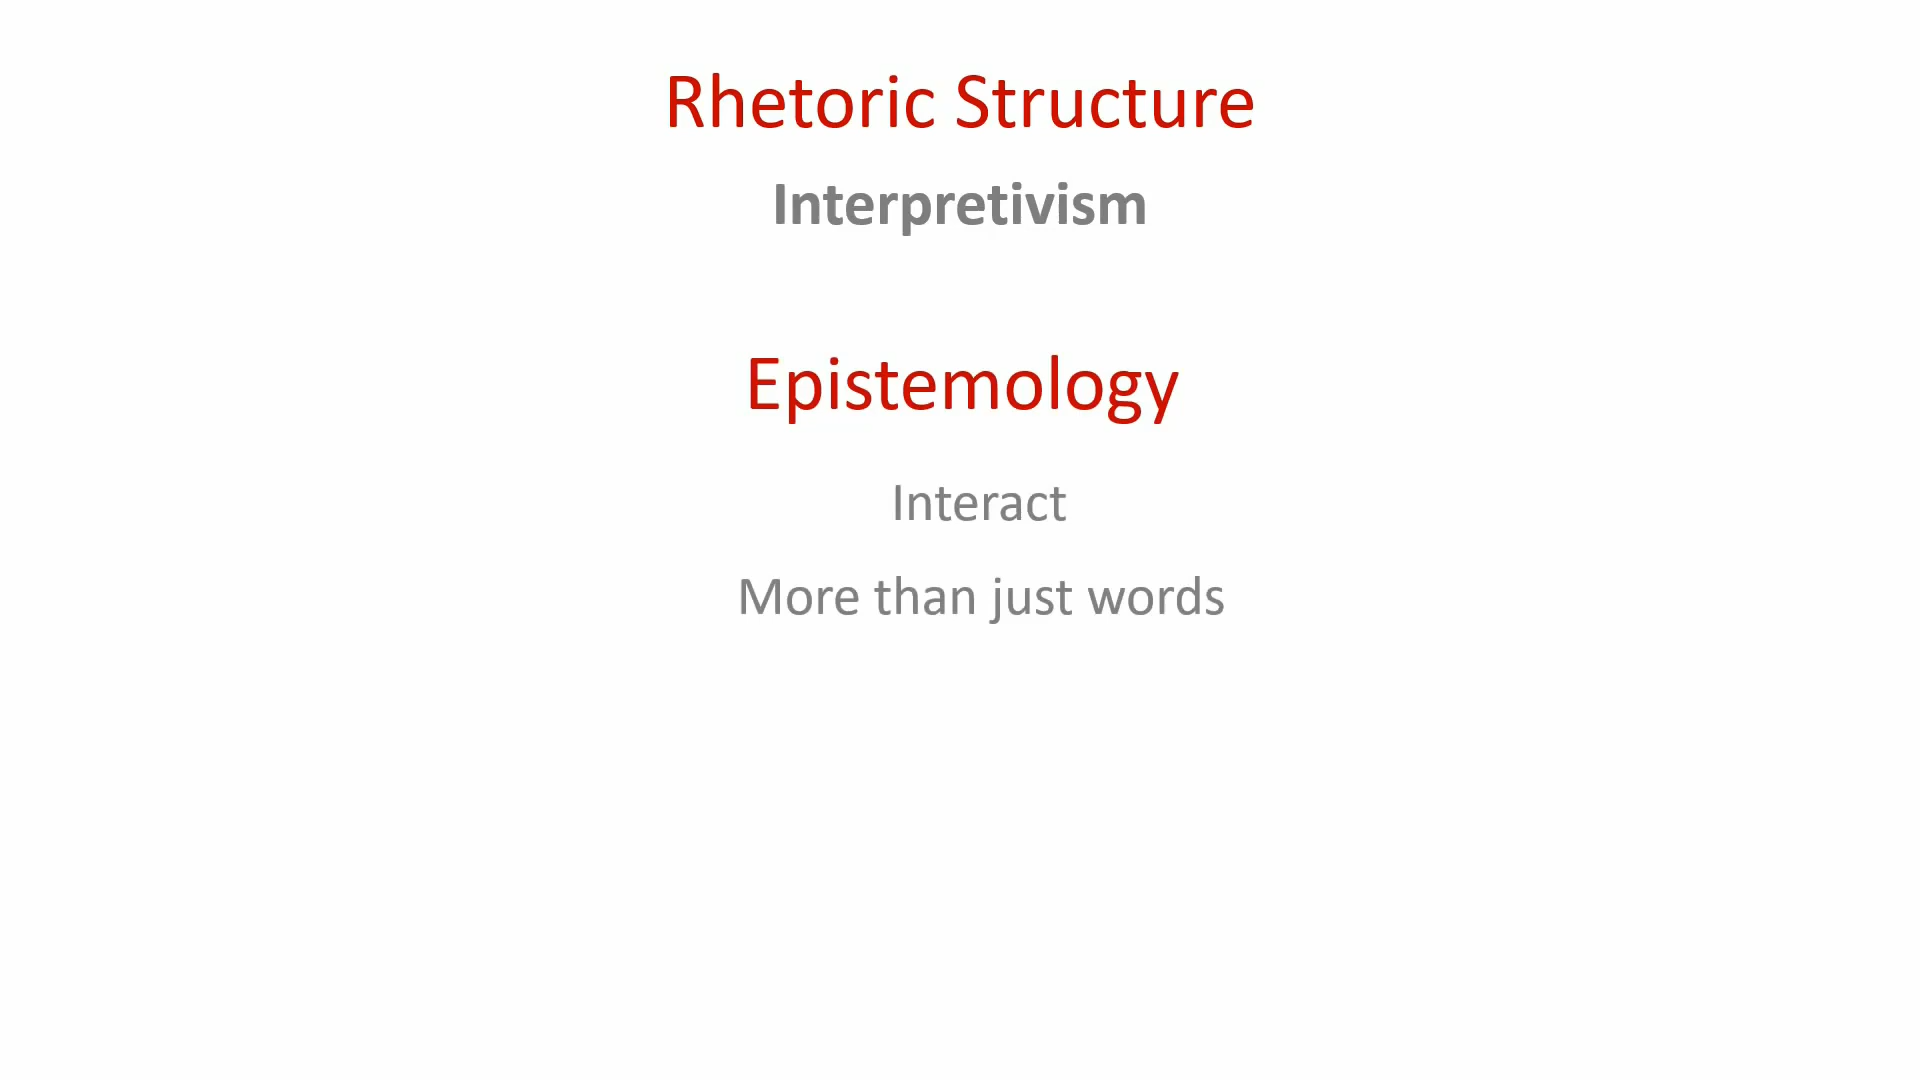 Rhetoric Structure
Interpretivism
Epistemology
Interact
More than just words